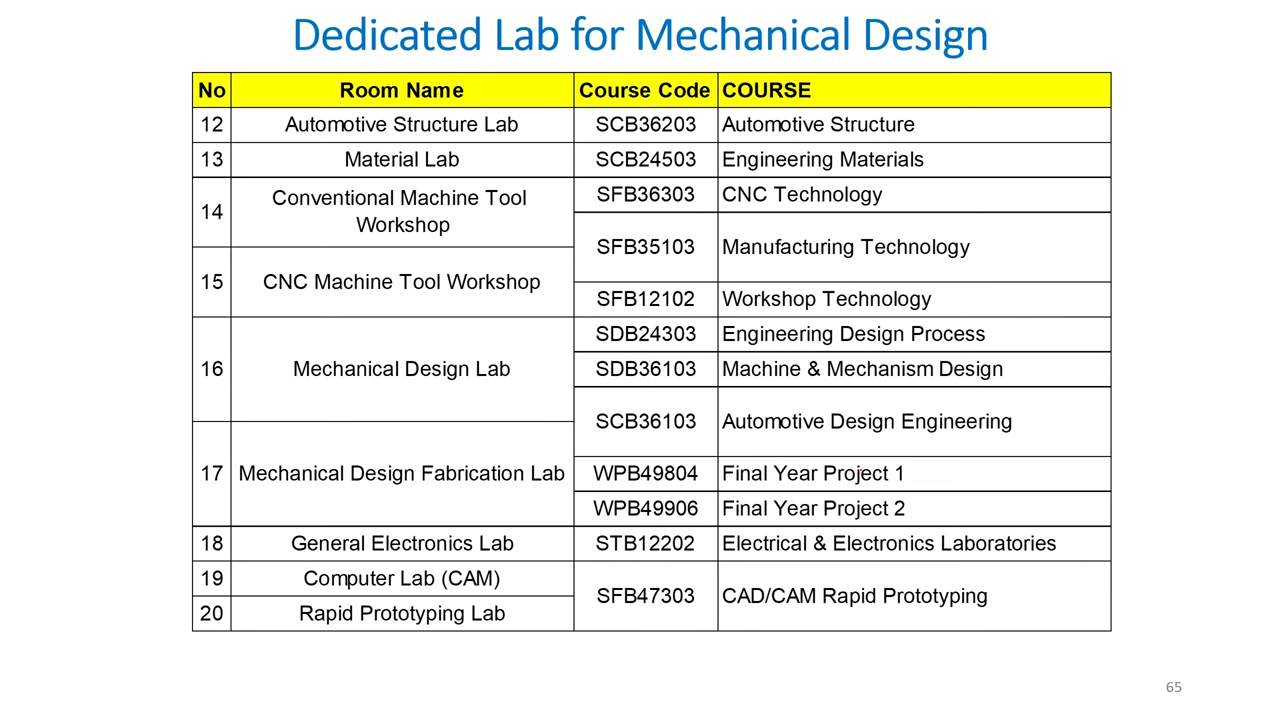 Dedicated Lab for Mechanical Design
No Room Name Course Code COURSE
12 Automotive Structure Lab SCB36203 Automotive Structure
13 Material Lab SCB24503 Engineering Materials
14 Conventional Machine Tool Workshop SFB36303 CNC Technology
SFB35103 Manufacturing Technology
15 CNC Machine Tool Workshop
SFB12102 Workshop Technology
16 Mechanical Design Lab SDB24303 Engineering Design Process
SDB36103 Machine & Mechanism Design
SCB36103 Automotive Design Engineering
17 Mechanical Design Fabrication Lab WPB49804 Final Year Project 1
WPB49906 Final Year Project 2
18 General Electronics Lab STB12202 Electrical & Electronics Laboratories
19 Computer Lab (CAM) SFB47303 CAD/CAM Rapid Prototyping
20 Rapid Prototyping Lab
65